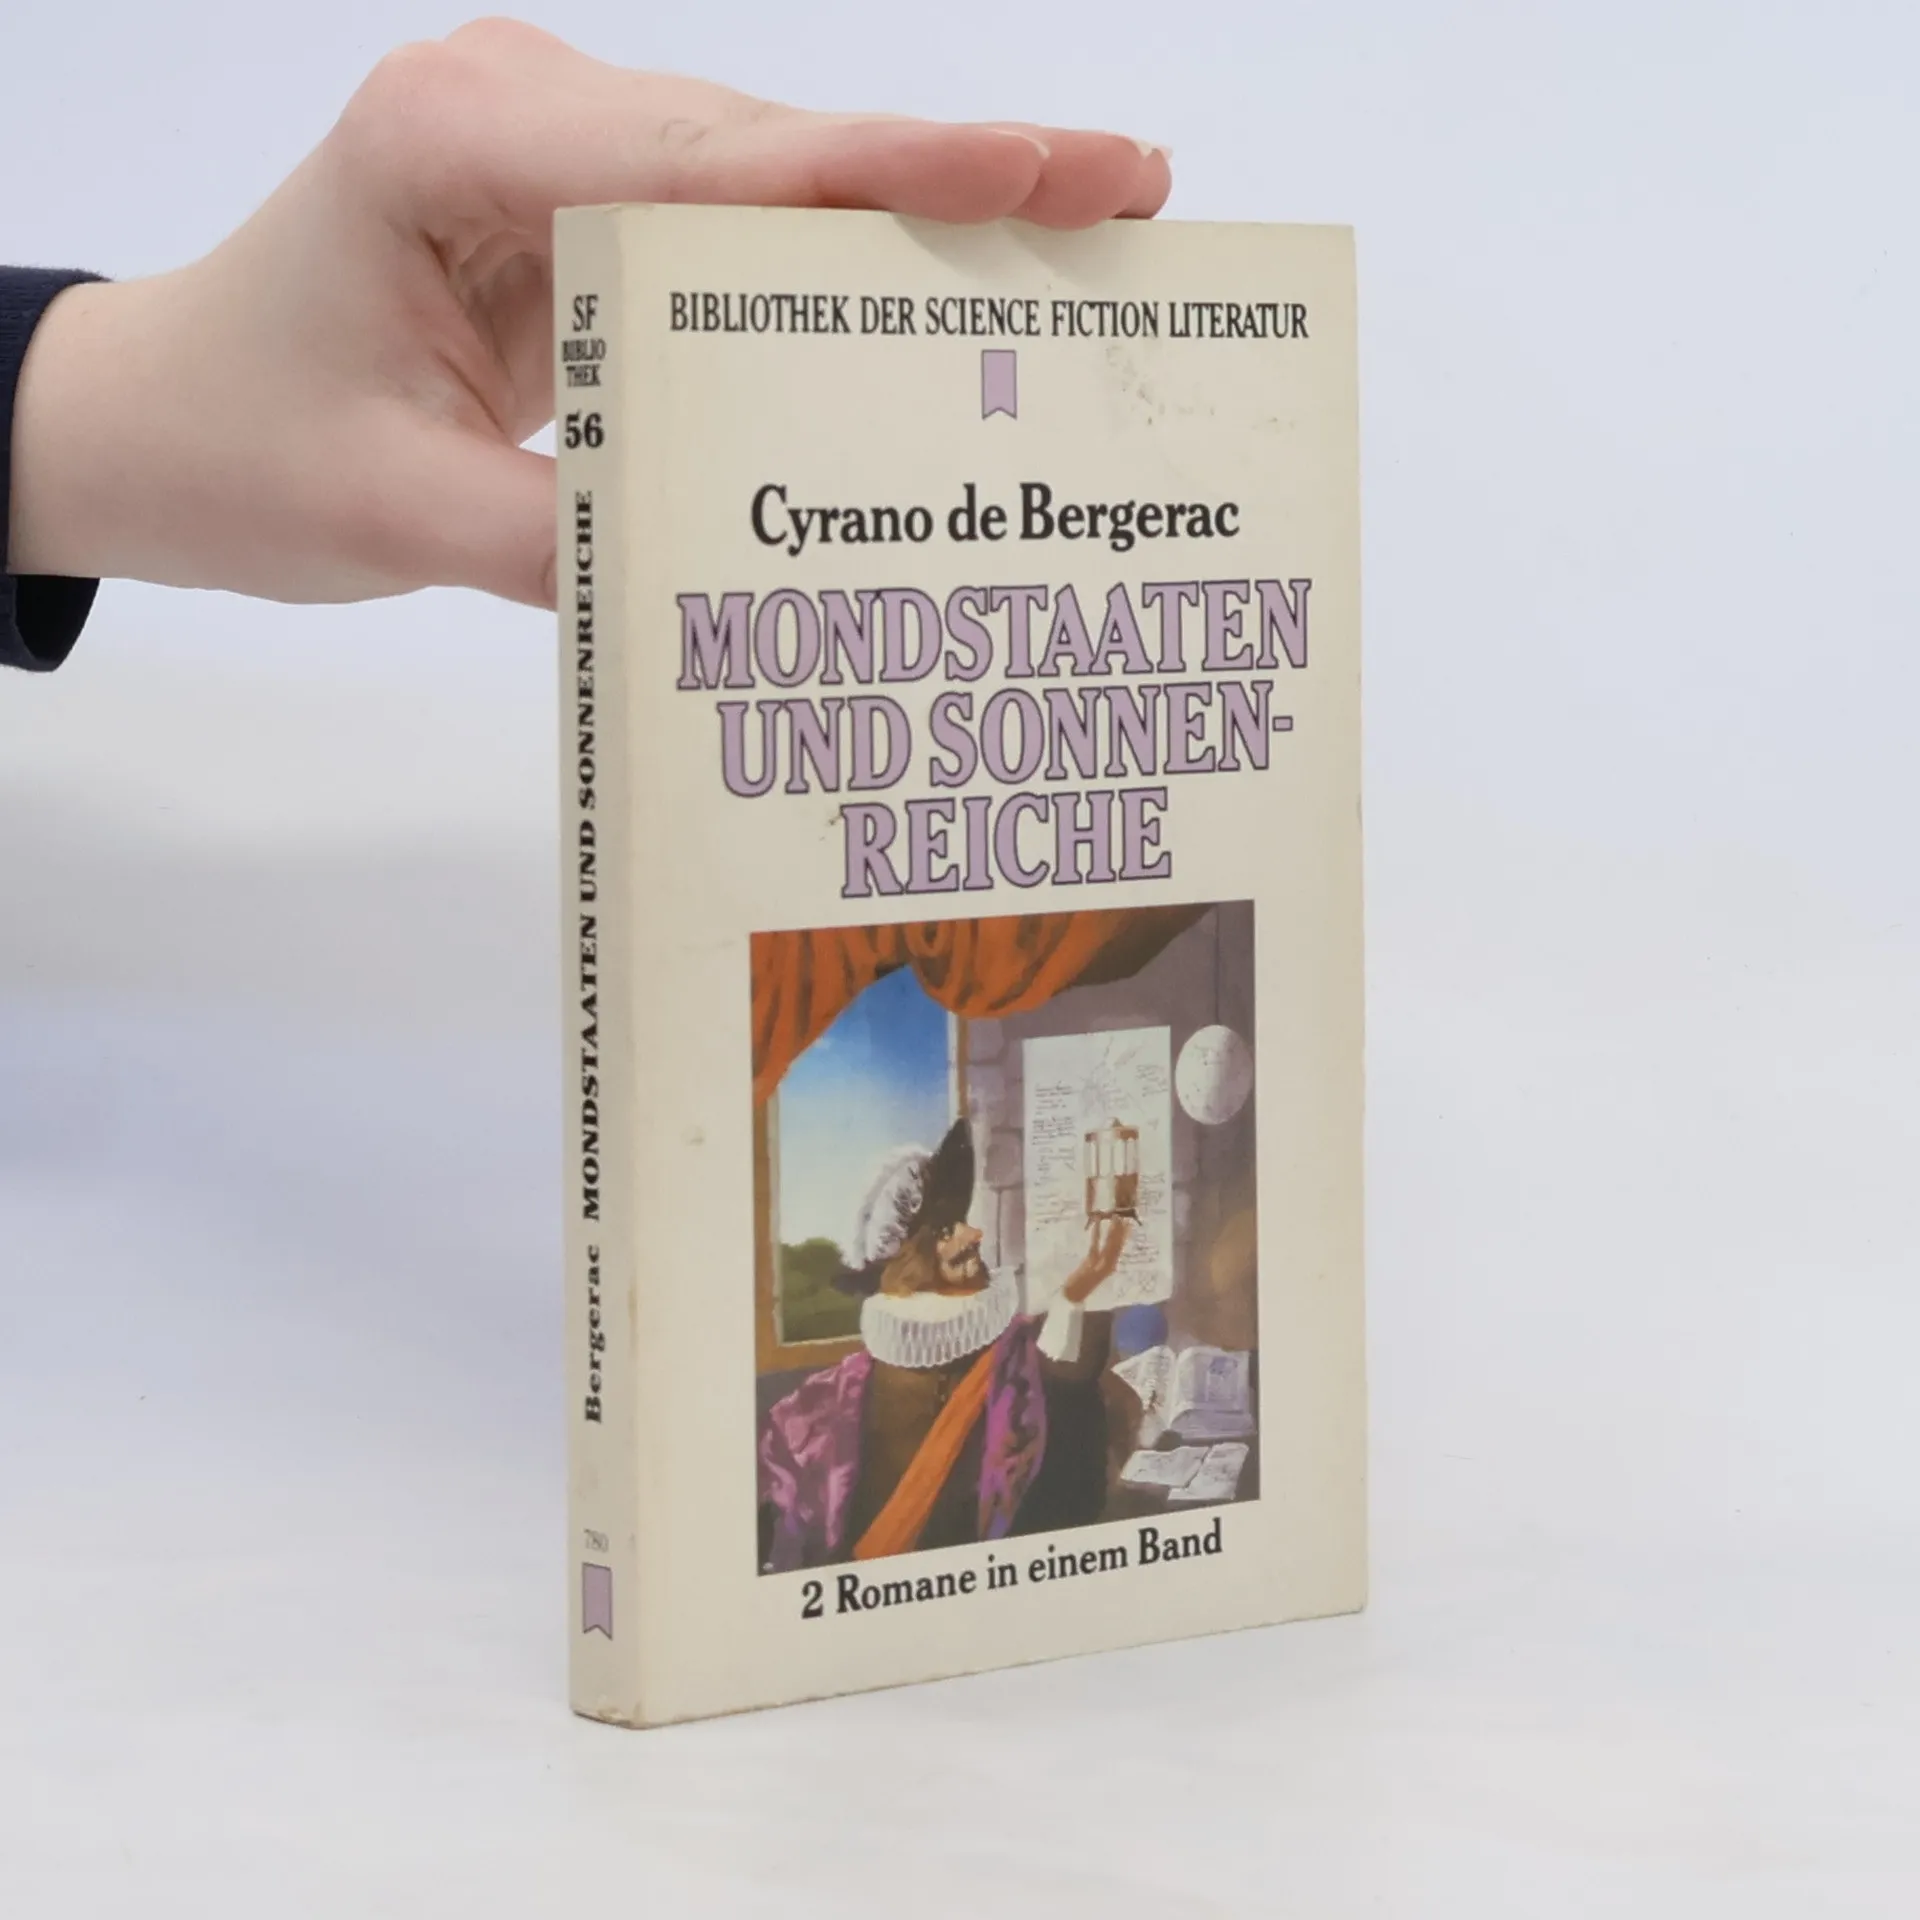 BIBLIOTHEK DER SCIENCE FICTION LITERATUR
Cyrano de Bergerac
MONDSTAATEN
UND SONNEN-
REICHE
2 Romane in einem Band
SF
BIBLIO
THEK
56
Bergerac MONDSTAATEN UND SONNENREICHE
780